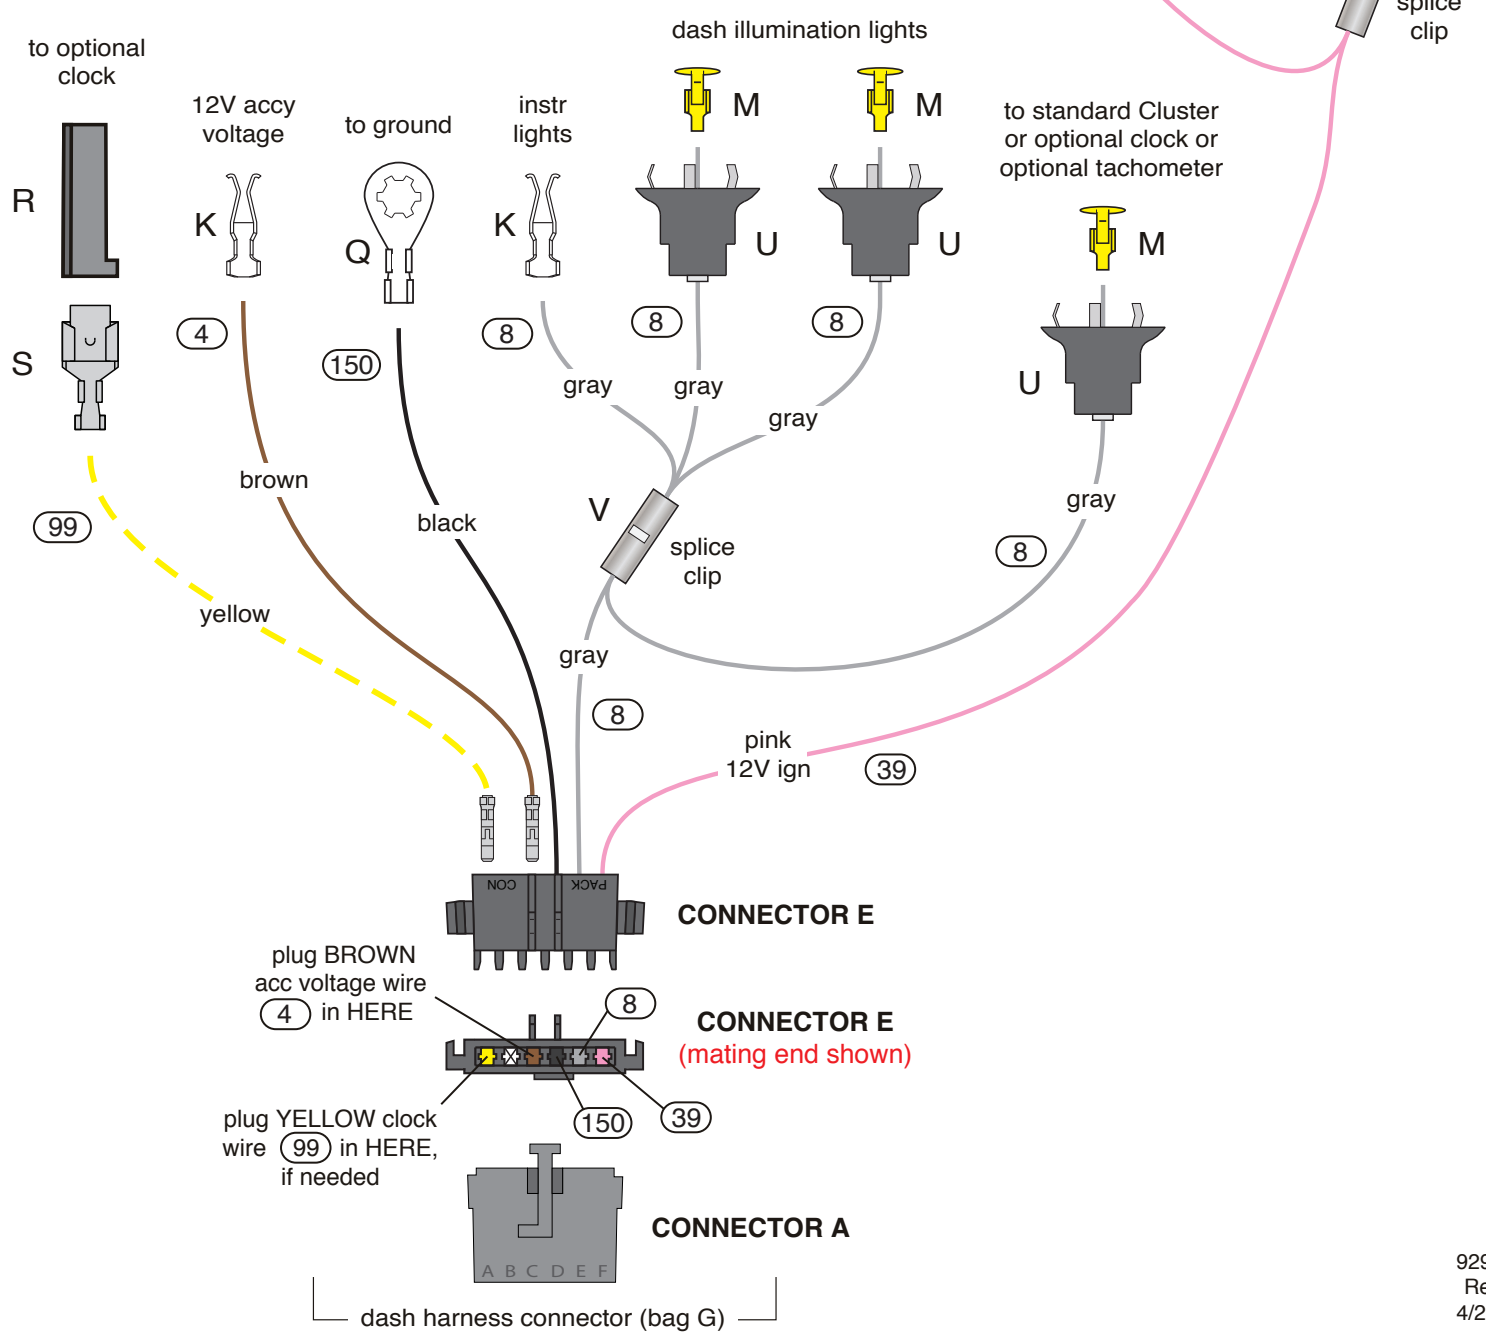 splice
clip
dash illumination lights
to optional
clock
12V accy
voltage
to ground
instr
lights
M
M
to standard Cluster
or optional clock or
optional tachometer
R
K
Q
K
U
U
M
S
4
150
8
8
8
U
gray
gray
gray
brown
black
99
V
splice
clip
gray
8
yellow
gray
8
pink
12V ign
39
CON
PACK
CONNECTOR E
plug BROWN
acc voltage wire
4 in HERE
8
CONNECTOR E
(mating end shown)
plug YELLOW clock
wire 99 in HERE,
if needed
150
39
CONNECTOR A
A B C D E F
dash harness connector (bag G)
929
Re
4/2